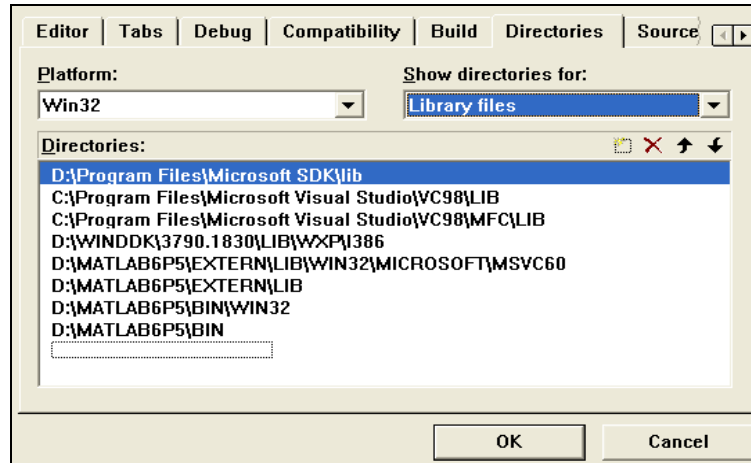 Editor Tabs Debug Compatibility Build Directories Source
Platform: Show directories for:
Win32 Library files
Directories:
D:\Program Files\Microsoft SDK\lib
C:\Program Files\Microsoft Visual Studio\VC98\LIB
C:\Program Files\Microsoft Visual Studio\VC98\MFC\LIB
D:\WINDDK\3790.1830\LIB\WXP\I386
D:\MATLAB6P5\EXTERN\LIB\WIN32\MICROSOFT\MSVC60
D:\MATLAB6P5\EXTERN\LIB
D:\MATLAB6P5\BIN\WIN32
D:\MATLAB6P5\BIN
OK Cancel